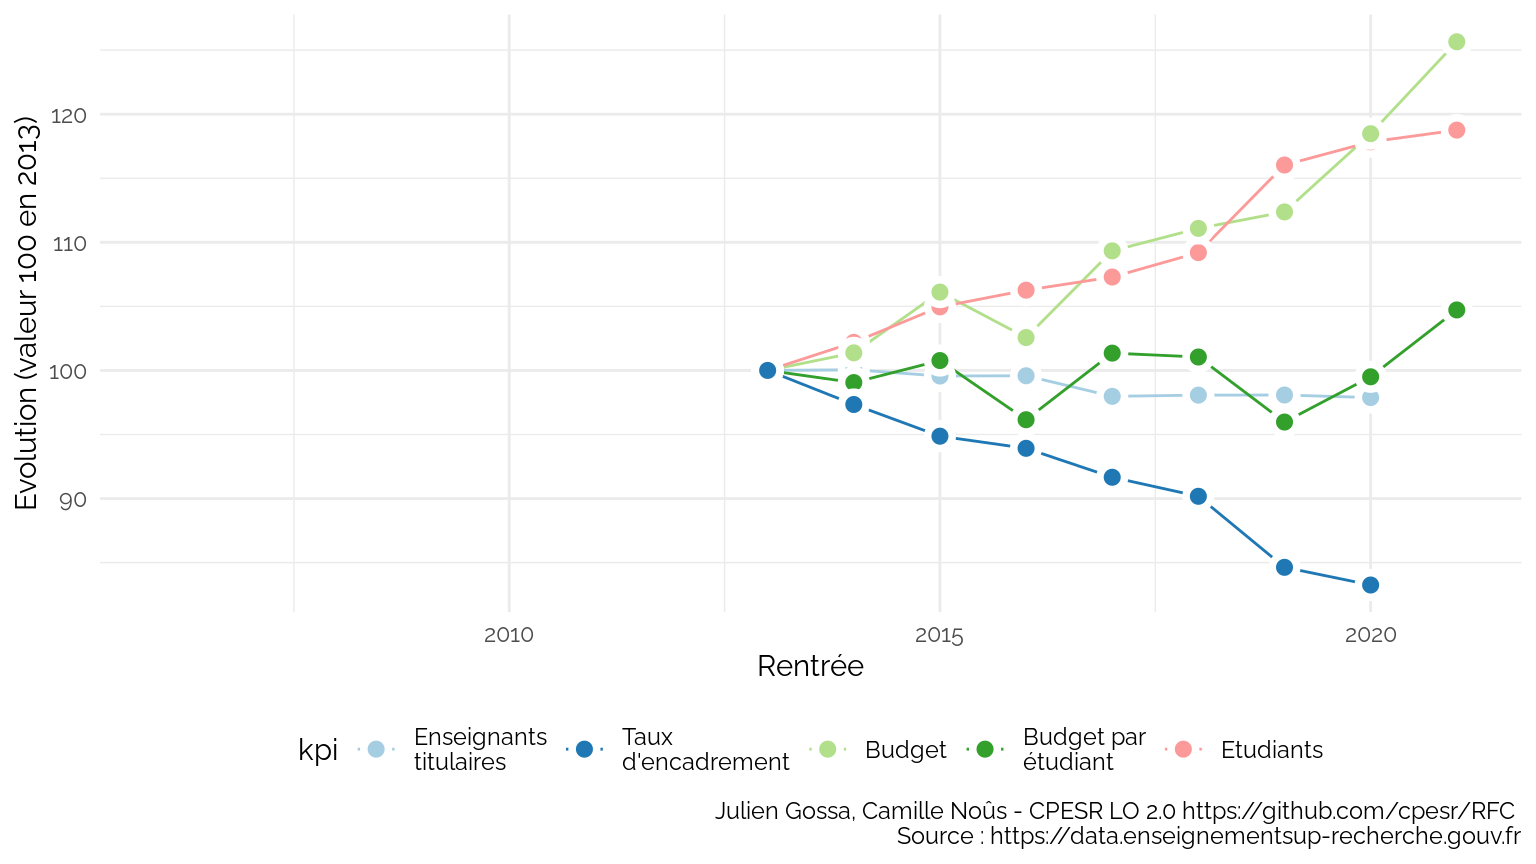 Evolution (valeur 100 en 2013)
120
110
100
90
2010
2015
2020
Rentrée
kpi
Enseignants
titulaires
Taux
d'encadrement
Budget
Budget par
étudiant
Etudiants
Julien Gossa, Camille Noûs - CPESR LO 2.0 https://github.com/cpesr/RFC
Source : https://data.enseignementsup-recherche.gouv.fr